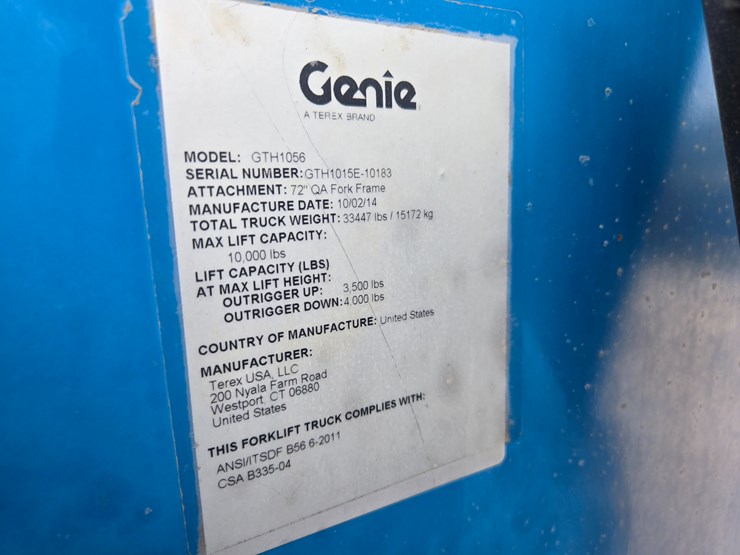 Genie
A TEREX BRAND
MODEL: GTH1056
SERIAL NUMBER:GTH1015E-10183
ATTACHMENT: 72" QA Fork Frame
MANUFACTURE DATE: 10/02/14
TOTAL TRUCK WEIGHT: 33447 lbs / 15172 kg
MAX LIFT CAPACITY:
10,000 lbs
LIFT CAPACITY (LBS)
AT MAX LIFT HEIGHT:
OUTRIGGER UP: 3,500 lbs
OUTRIGGER DOWN:4,000 lbs
COUNTRY OF MANUFACTURE: United States
MANUFACTURER:
Terex USA, LLC
200 Nyala Farm Road
Westport, CT 06880
United States
THIS FORKLIFT TRUCK COMPLIES WITH:
ANSI/ITSDF B56.6-2011
CSA B335-04